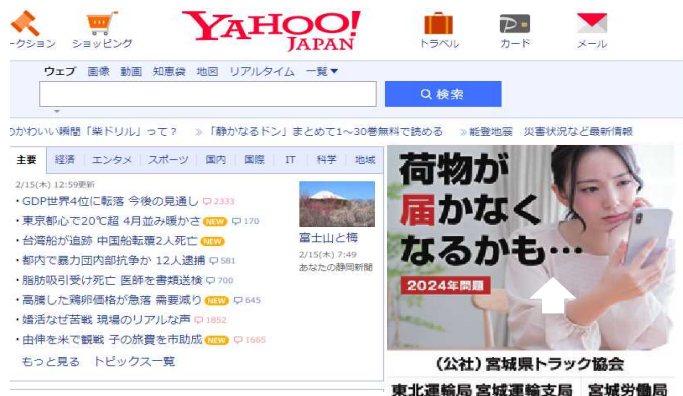 ークション ショッピング YAHOO! JAPAN トラベル カード メール
ウェブ 画像 動画 知恵袋 地図 リアルタイム 一覧▼
検索
のかわいい瞬間「柴ドリル」って？ 「静かなるドン」まとめて1～30巻無料で読める 能登地震 災害状況など最新情報
主要 経済 エンタメ スポーツ 国内 国際 IT 科学 地域
2/15(木) 12:59更新
・GDP世界4位に転落 今後の見通し 2333
・東京都心で20℃超 4月並み暖かさ NEW 170
・台湾船が追跡 中国船転覆2人死亡 NEW
・都内で暴力団内部抗争か 12人逮捕 581
・脂肪吸引受け死亡 医師を書類送検 700
・高騰した鶏卵価格が急落 需要減り NEW 645
・婚活なぜ苦戦 現場のリアルな声 1852
・由伸を米で観戦 子の旅費を市助成 NEW 1665
もっと見る トピックス一覧
富士山と梅
2/15(木) 7:49
あなたの静岡新聞
荷物が
届かなく
なるかも…
2024年問題
(公社)宮城県トラック協会
東北運輸局 宮城運輸支局 宮城労働局